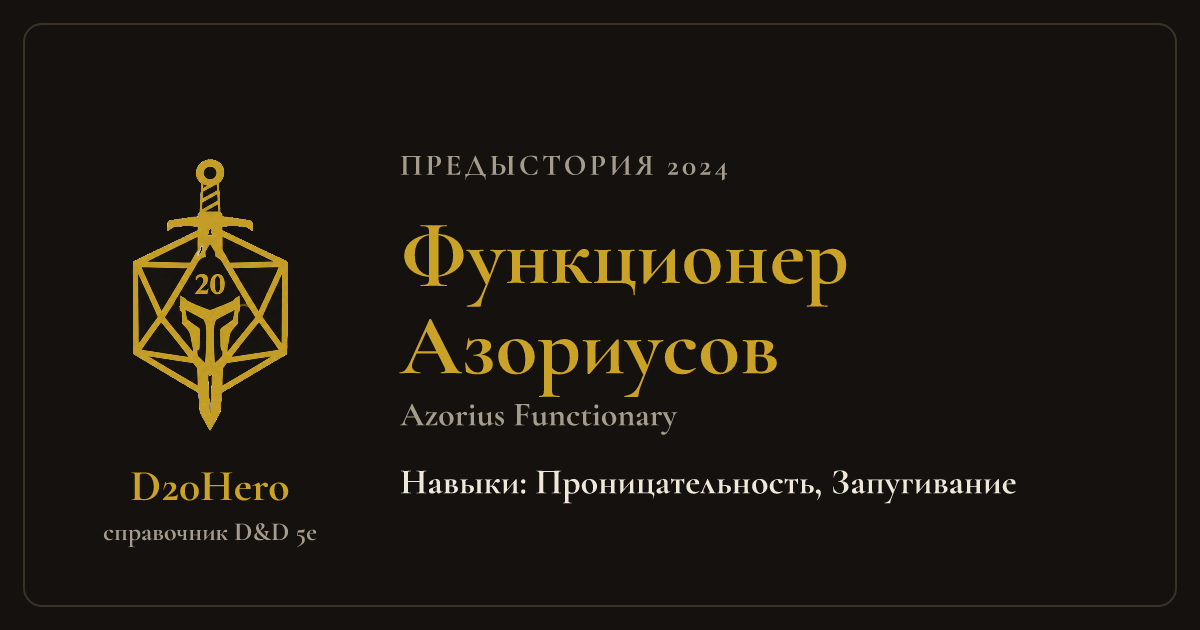 20
D20Hero
справочник D&D 5e
ПРЕДЫСТОРИЯ 2024
Функционер
Азориусов
Azorius Functionary
Навыки: Проницательность, Запугивание